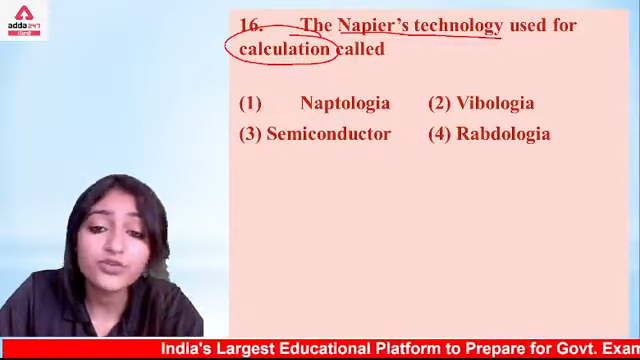 adda247
ਪੰਜਾਬੀ
16. The Napier's technology used for
calculation called
(1) Naptologia (2) Vibologia
(3) Semiconductor (4) Rabdologia
India's Largest Educational Platform to Prepare for Govt. Exam